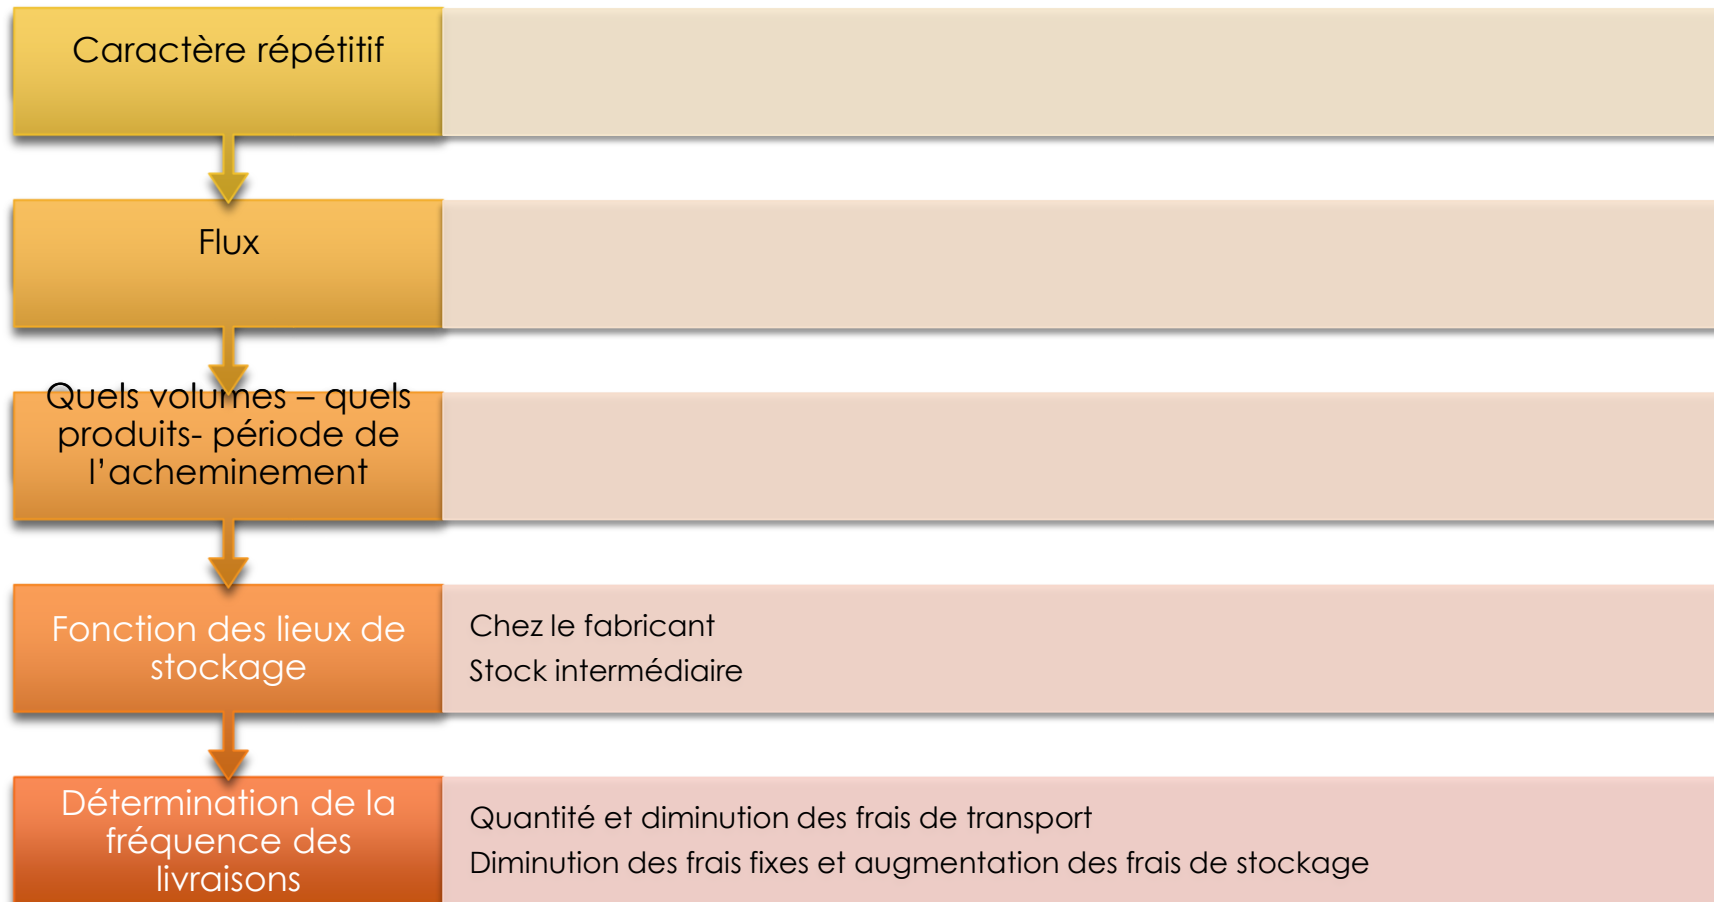 Caractère répétitif
Flux
Quels volumes – quels
produits- période de
l’acheminement
Fonction des lieux de
stockage
Chez le fabricant
Stock intermédiaire
Détermination de la
fréquence des
livraisons
Quantité et diminution des frais de transport
Diminution des frais fixes et augmentation des frais de stockage